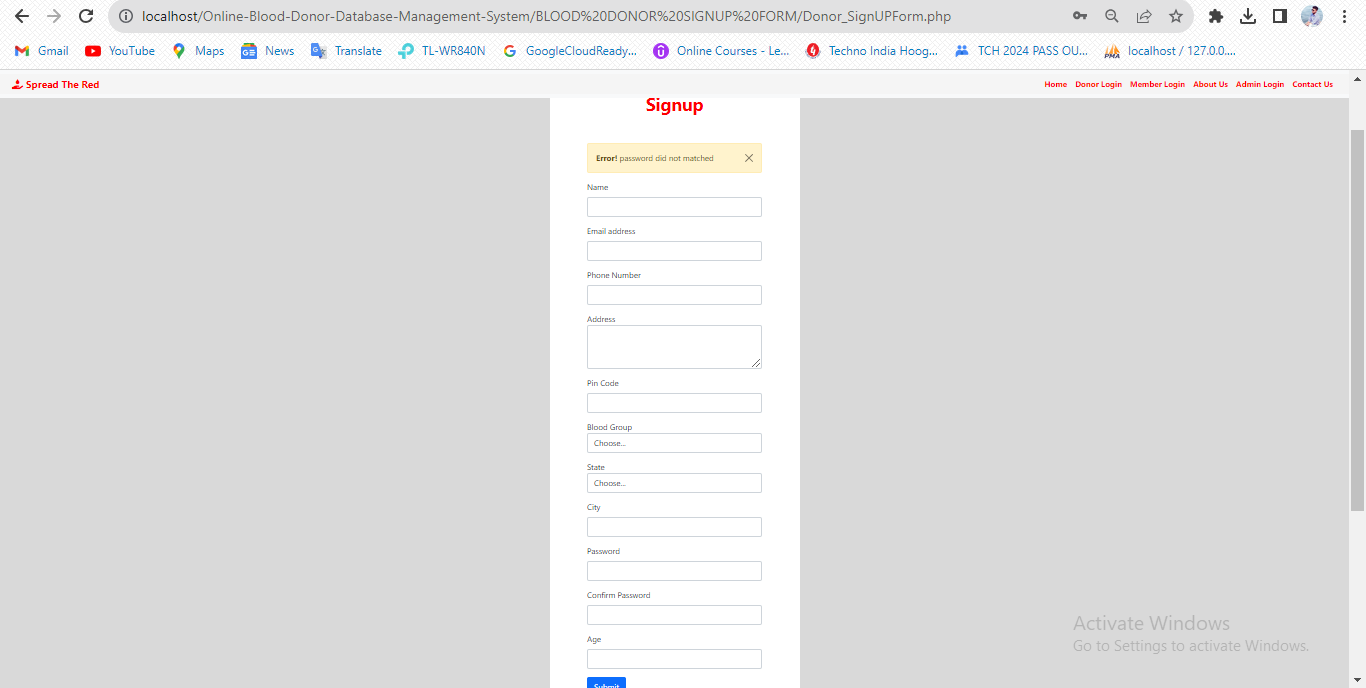 localhost/Online-Blood-Donor-Database-Management-System/BLOOD%20DONOR%20SIGNUP%20FORM/Donor_SignUPForm.php
Gmail YouTube Maps News Translate TL-WR840N GoogleCloudReady... Online Courses - Le... Techno India Hoog... TCH 2024 PASS OU... localhost / 127.0.0....
Spread The Red Home Donor Login Member Login About Us Admin Login Contact Us
Signup
Error! password did not matched
Name
Email address
Phone Number
Address
Pin Code
Blood Group
Choose...
State
Choose...
City
Password
Confirm Password
Age
Submit
Activate Windows
Go to Settings to activate Windows.